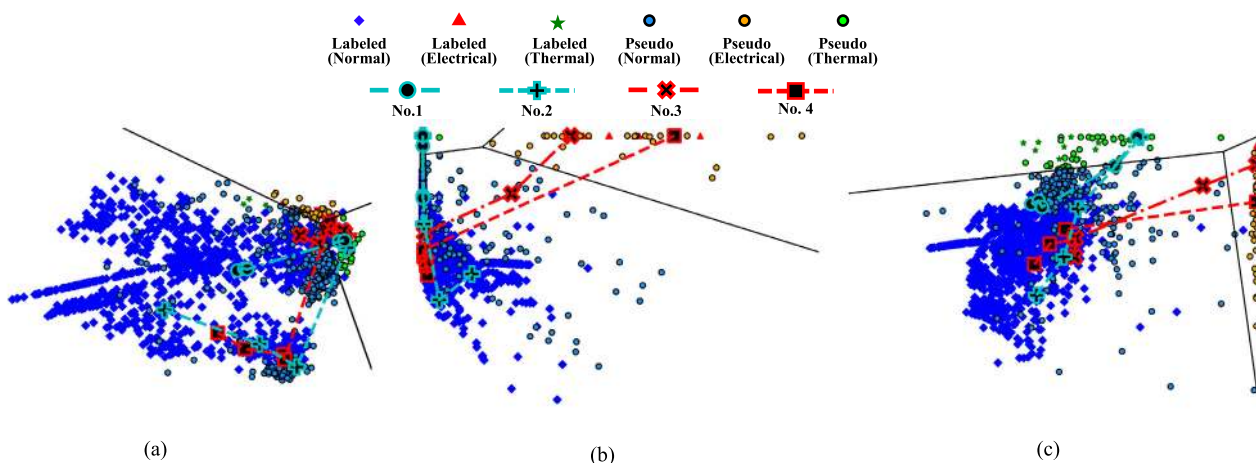 Labeled Labeled Labeled Pseudo Pseudo Pseudo
(Normal) (Electrical) (Thermal) (Normal) (Electrical) (Thermal)
No.1 No.2 No.3 No. 4
(a) (b) (c)